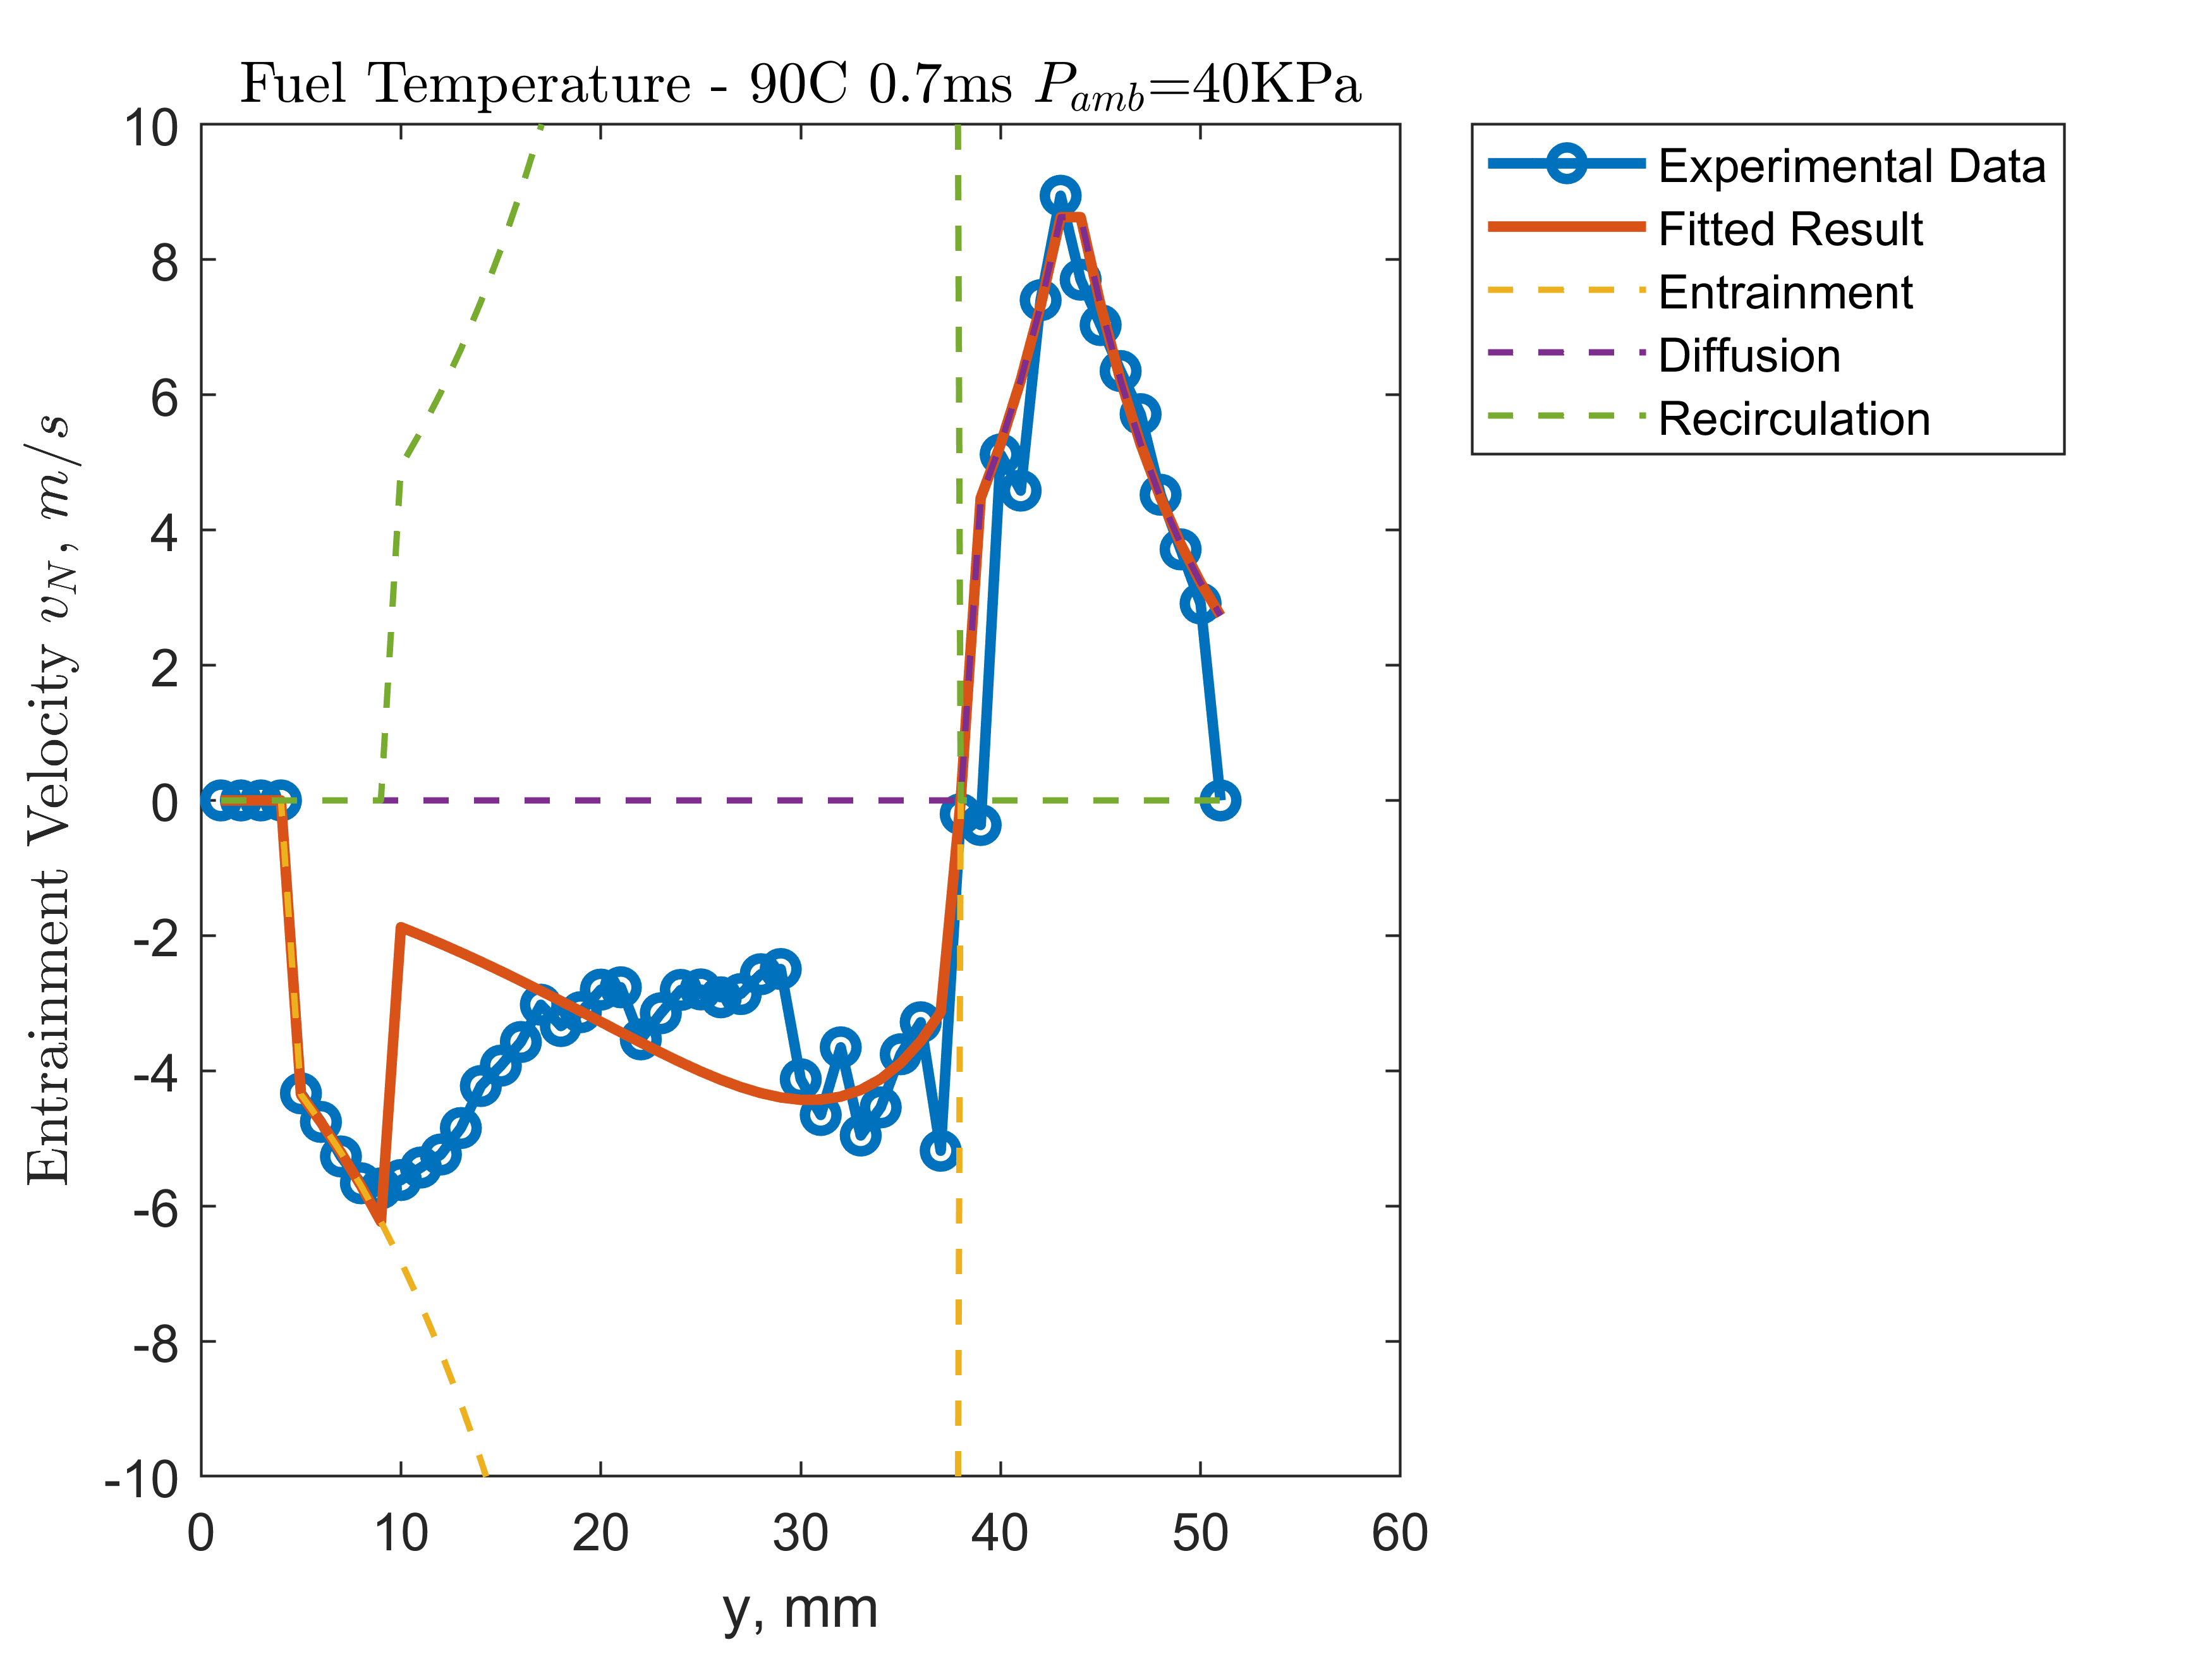 Fuel Temperature - 90C 0.7ms P_amb=40KPa
10
8
6
4
2
0
-2
-4
-6
-8
-10
Entrainment Velocity v_N, m/s
0 10 20 30 40 50 60
y, mm
Experimental Data
Fitted Result
Entrainment
Diffusion
Recirculation